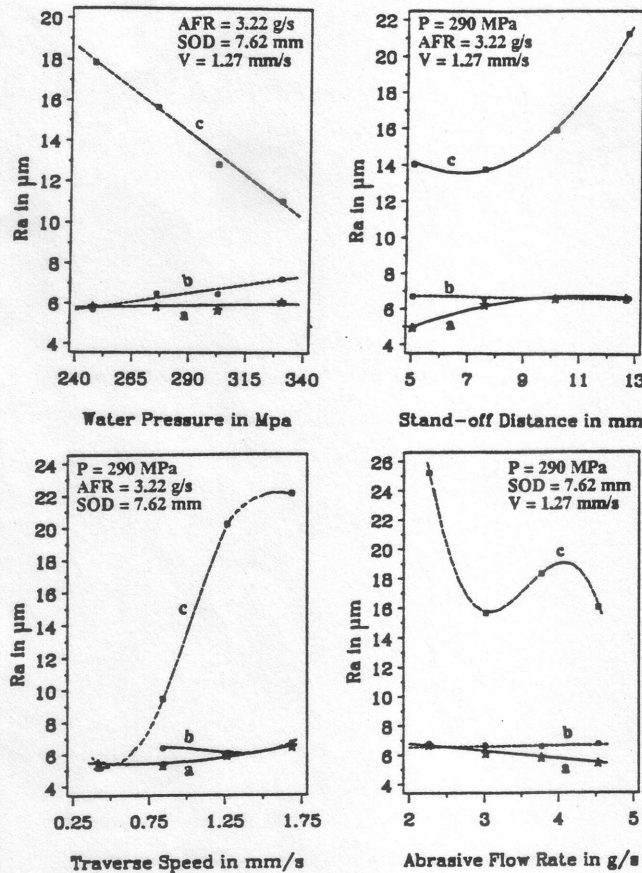 AFR = 3.22 g/s
SOD = 7.62 mm
V = 1.27 mm/s
20
18
16
14
12
10
8
6
4
Ra in µm
c
b
a
240 265 290 315 340
Water Pressure in Mpa
P = 290 MPa
AFR = 3.22 g/s
V = 1.27 mm/s
22
20
18
16
14
12
10
8
6
4
Ra in µm
c
b
a
5 7 9 11 13
Stand-off Distance in mm
P = 290 MPa
AFR = 3.22 g/s
SOD = 7.62 mm
24
22
20
18
16
14
12
10
8
6
4
Ra in µm
c
b
a
0.25 0.75 1.25 1.75
Traverse Speed in mm/s
P = 290 MPa
SOD = 7.62 mm
V = 1.27 mm/s
26
24
22
20
18
16
14
12
10
8
6
4
Ra in µm
c
b
a
2 3 4 5
Abrasive Flow Rate in g/s